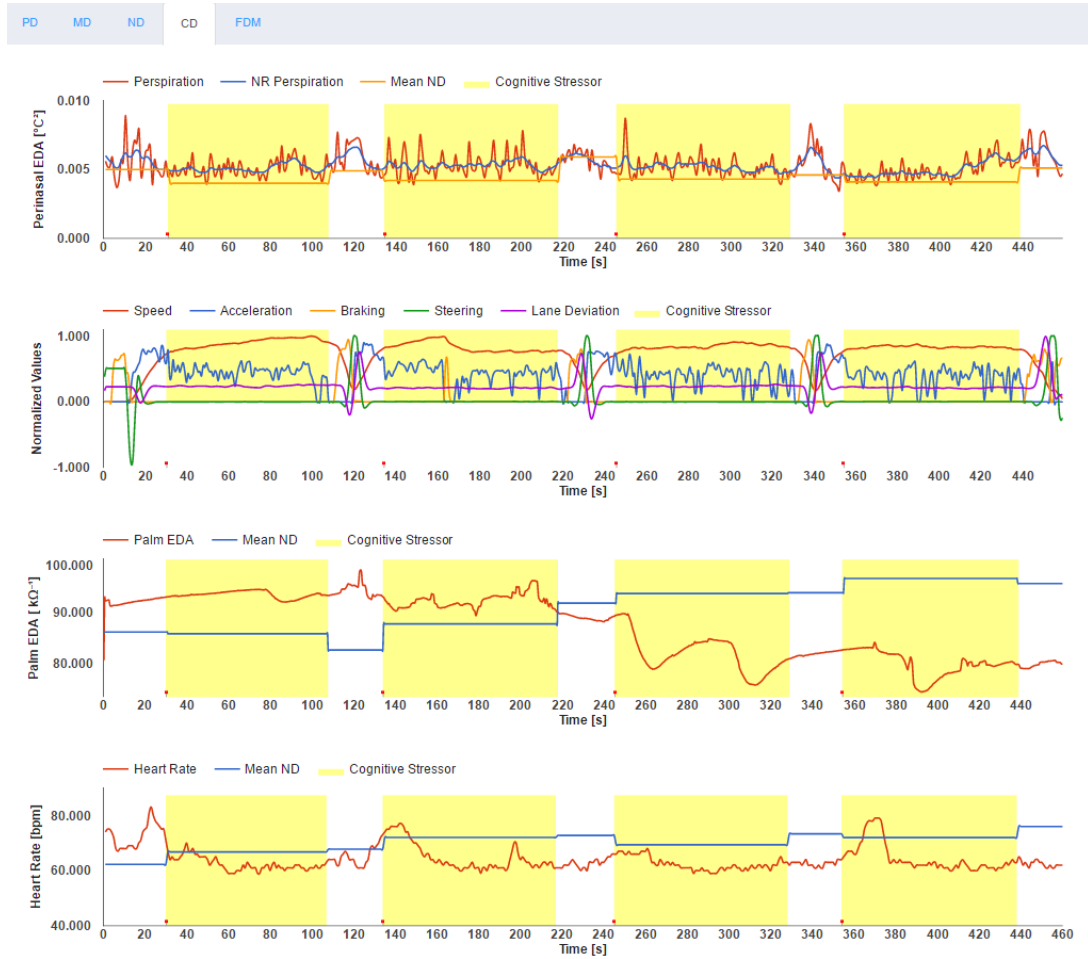 PD MD ND CD FDM
Perspiration NR Perspiration Mean ND Cognitive Stressor
Perinasal EDA [°C²]
0.010
0.005
0.000
0 20 40 60 80 100 120 140 160 180 200 220 240 260 280 300 320 340 360 380 400 420 440
Time [s]
Speed Acceleration Braking Steering Lane Deviation Cognitive Stressor
Normalized Values
1.000
0.000
-1.000
0 20 40 60 80 100 120 140 160 180 200 220 240 260 280 300 320 340 360 380 400 420 440
Time [s]
Palm EDA Mean ND Cognitive Stressor
Palm EDA [ kΩ⁻¹]
100.000
90.000
80.000
0 20 40 60 80 100 120 140 160 180 200 220 240 260 280 300 320 340 360 380 400 420 440
Time [s]
Heart Rate Mean ND Cognitive Stressor
Heart Rate [bpm]
80.000
60.000
40.000
0 20 40 60 80 100 120 140 160 180 200 220 240 260 280 300 320 340 360 380 400 420 440 460
Time [s]